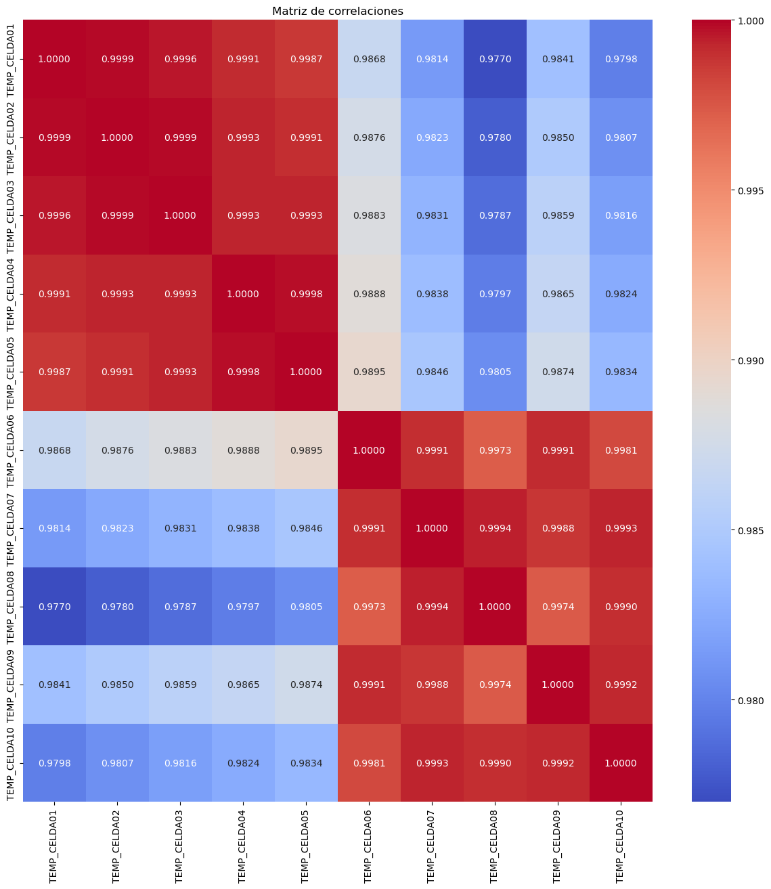 Matriz de correlaciones
TEMP_CELDA01 1.0000 0.9999 0.9996 0.9991 0.9987 0.9868 0.9814 0.9770 0.9841 0.9798
TEMP_CELDA02 0.9999 1.0000 0.9999 0.9993 0.9991 0.9876 0.9823 0.9780 0.9850 0.9807
TEMP_CELDA03 0.9996 0.9999 1.0000 0.9993 0.9993 0.9883 0.9831 0.9787 0.9859 0.9816
TEMP_CELDA04 0.9991 0.9993 0.9993 1.0000 0.9998 0.9888 0.9838 0.9797 0.9865 0.9824
TEMP_CELDA05 0.9987 0.9991 0.9993 0.9998 1.0000 0.9895 0.9846 0.9805 0.9874 0.9834
TEMP_CELDA06 0.9868 0.9876 0.9883 0.9888 0.9895 1.0000 0.9991 0.9973 0.9991 0.9981
TEMP_CELDA07 0.9814 0.9823 0.9831 0.9838 0.9846 0.9991 1.0000 0.9994 0.9988 0.9993
TEMP_CELDA08 0.9770 0.9780 0.9787 0.9797 0.9805 0.9973 0.9994 1.0000 0.9974 0.9990
TEMP_CELDA09 0.9841 0.9850 0.9859 0.9865 0.9874 0.9991 0.9988 0.9974 1.0000 0.9992
TEMP_CELDA10 0.9798 0.9807 0.9816 0.9824 0.9834 0.9981 0.9993 0.9990 0.9992 1.0000
TEMP_CELDA01 TEMP_CELDA02 TEMP_CELDA03 TEMP_CELDA04 TEMP_CELDA05 TEMP_CELDA06 TEMP_CELDA07 TEMP_CELDA08 TEMP_CELDA09 TEMP_CELDA10
1.000
0.995
0.990
0.985
0.980